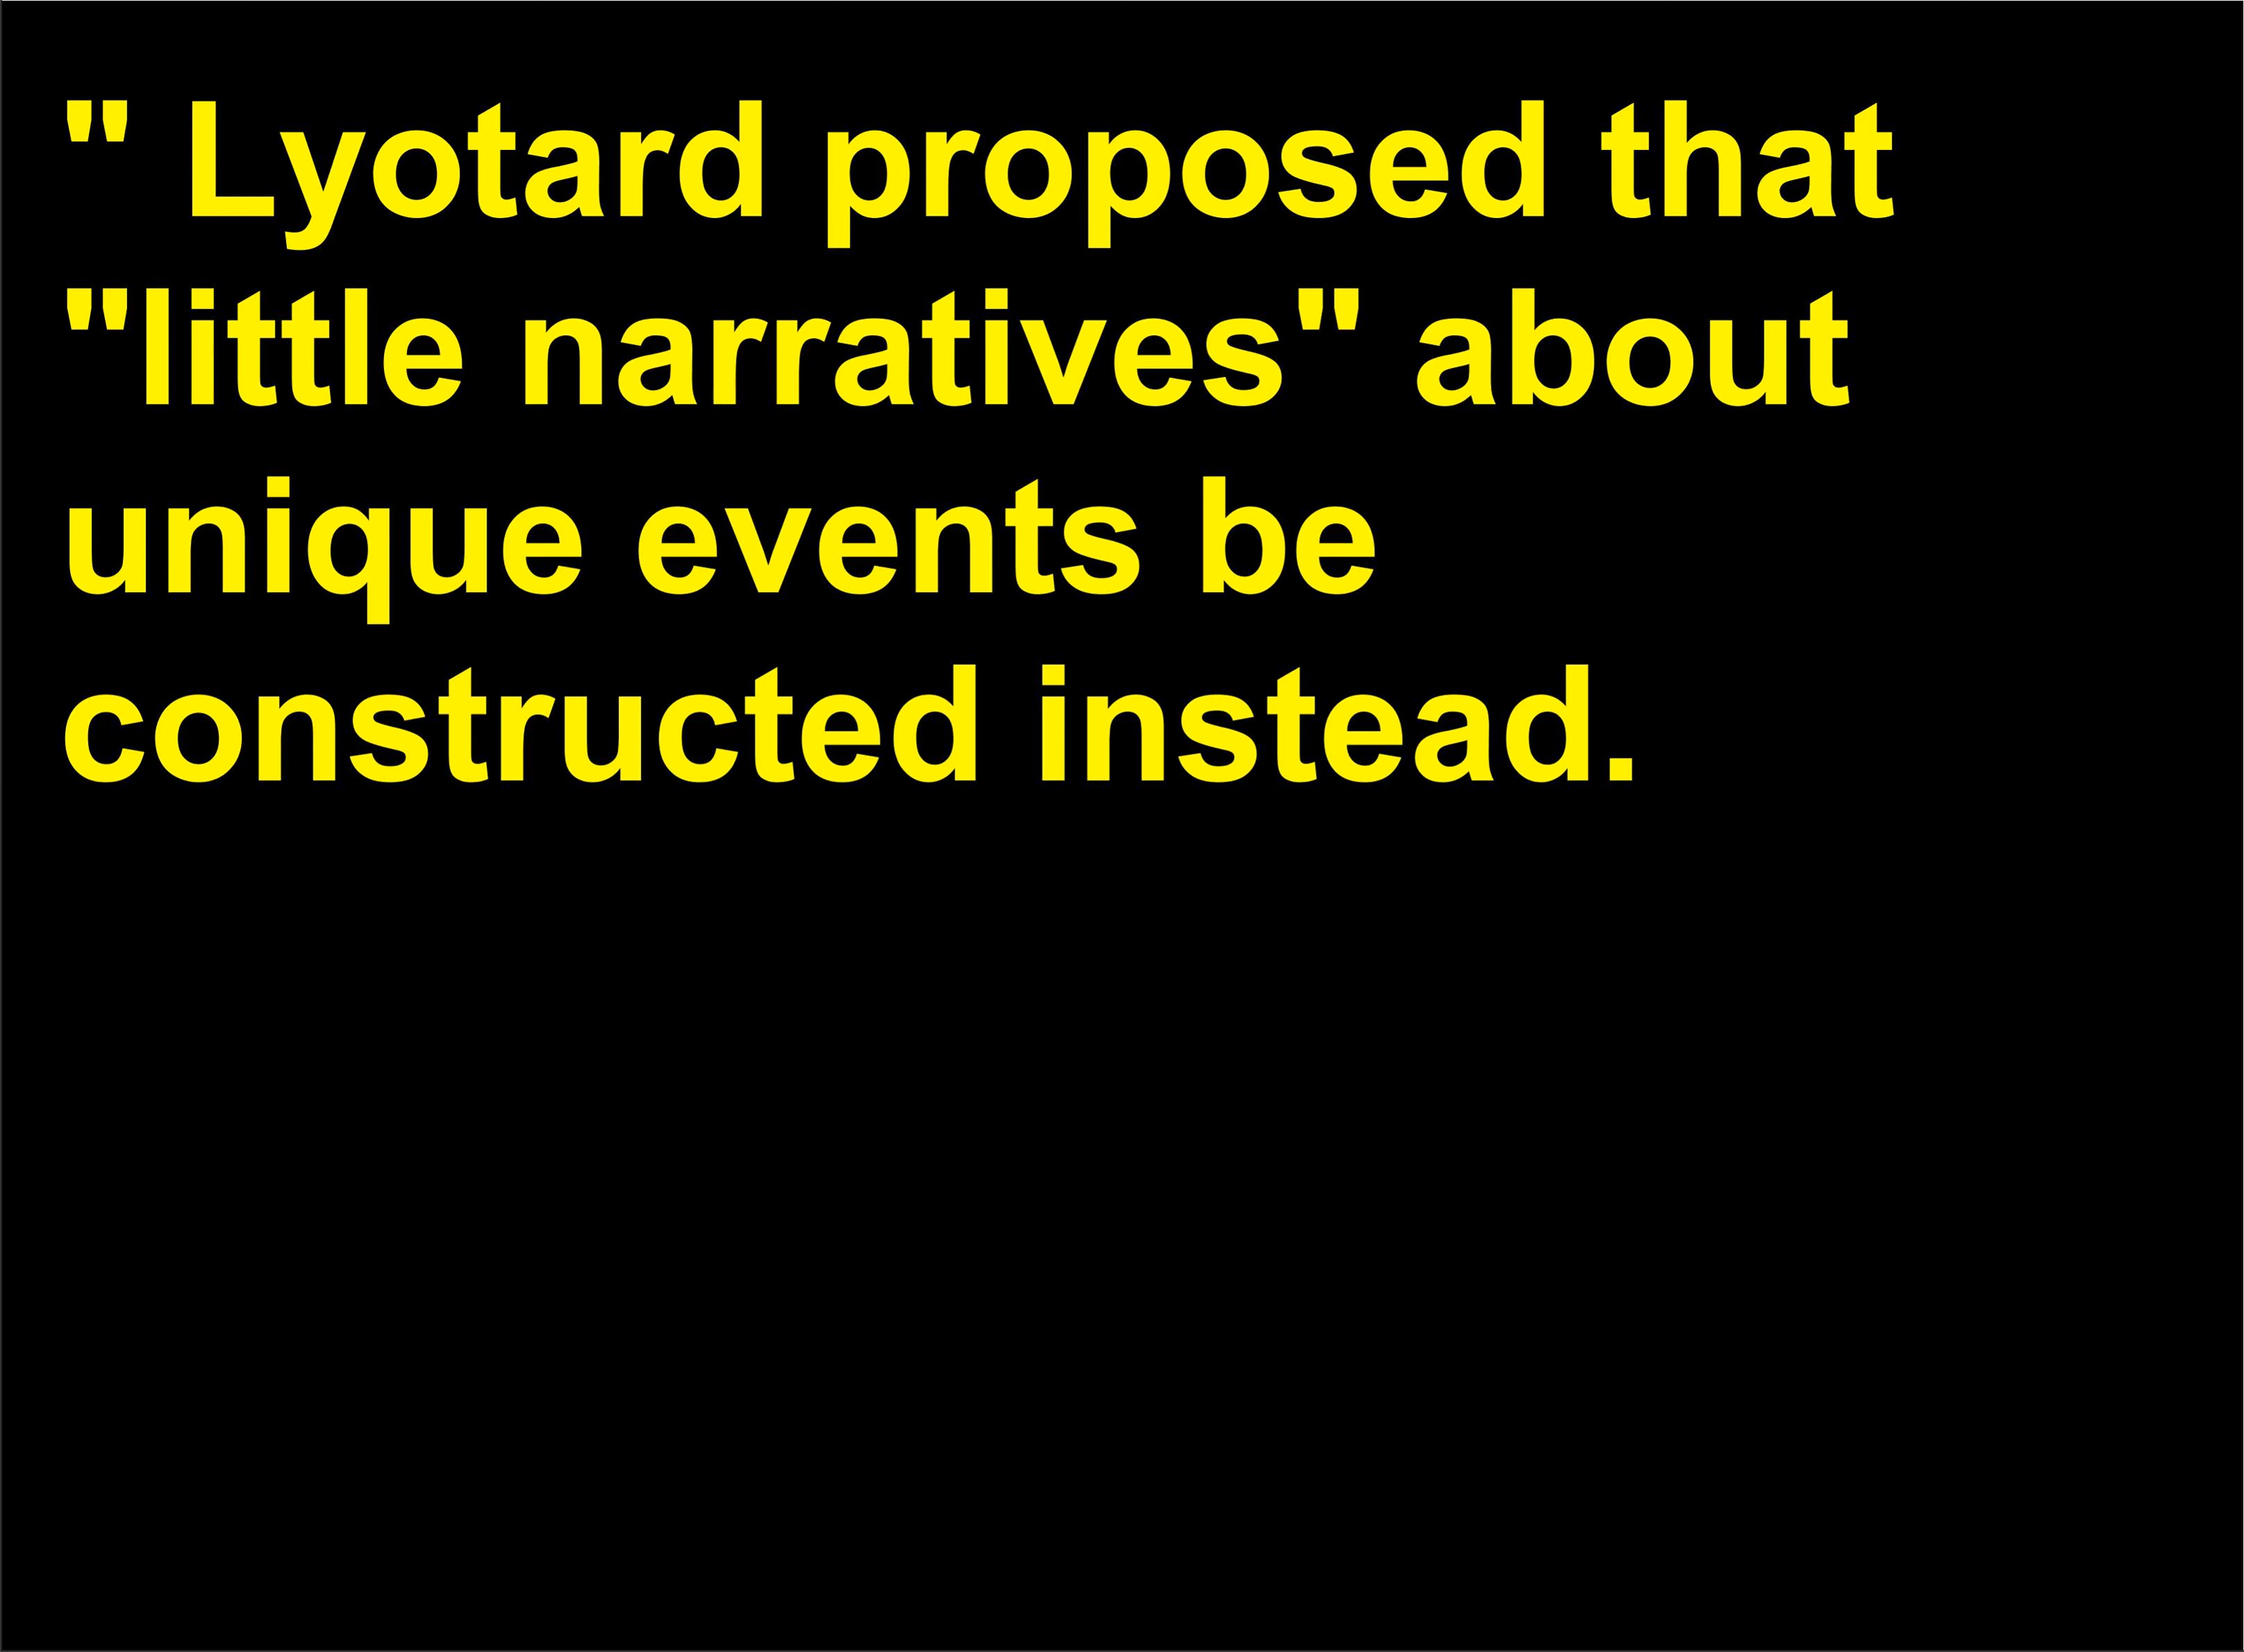 " Lyotard proposed that
"little narratives" about
unique events be
constructed instead.